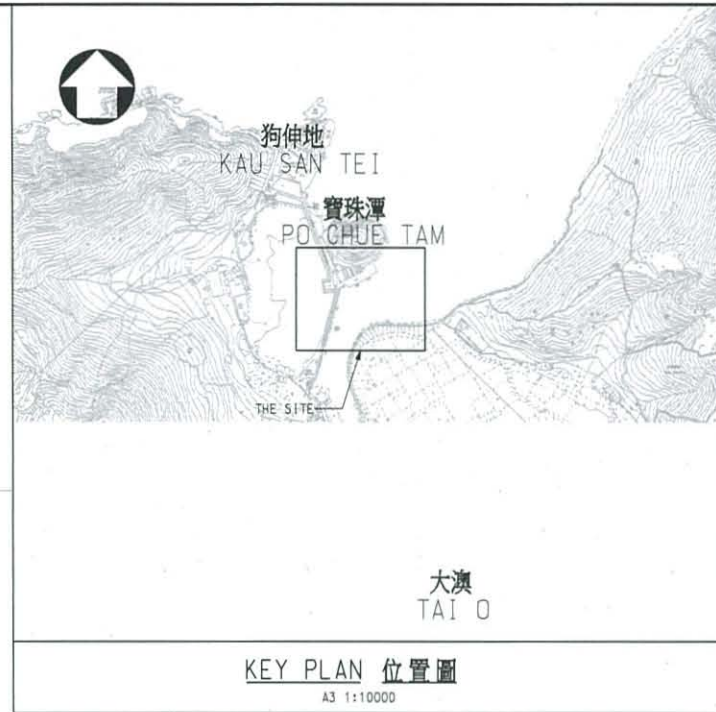 狗伸地
KAU SAN TEI
寶珠潭
PO CHUE TAM
THE SITE
大澳
TAI O
KEY PLAN 位置圖
A3 1:10000